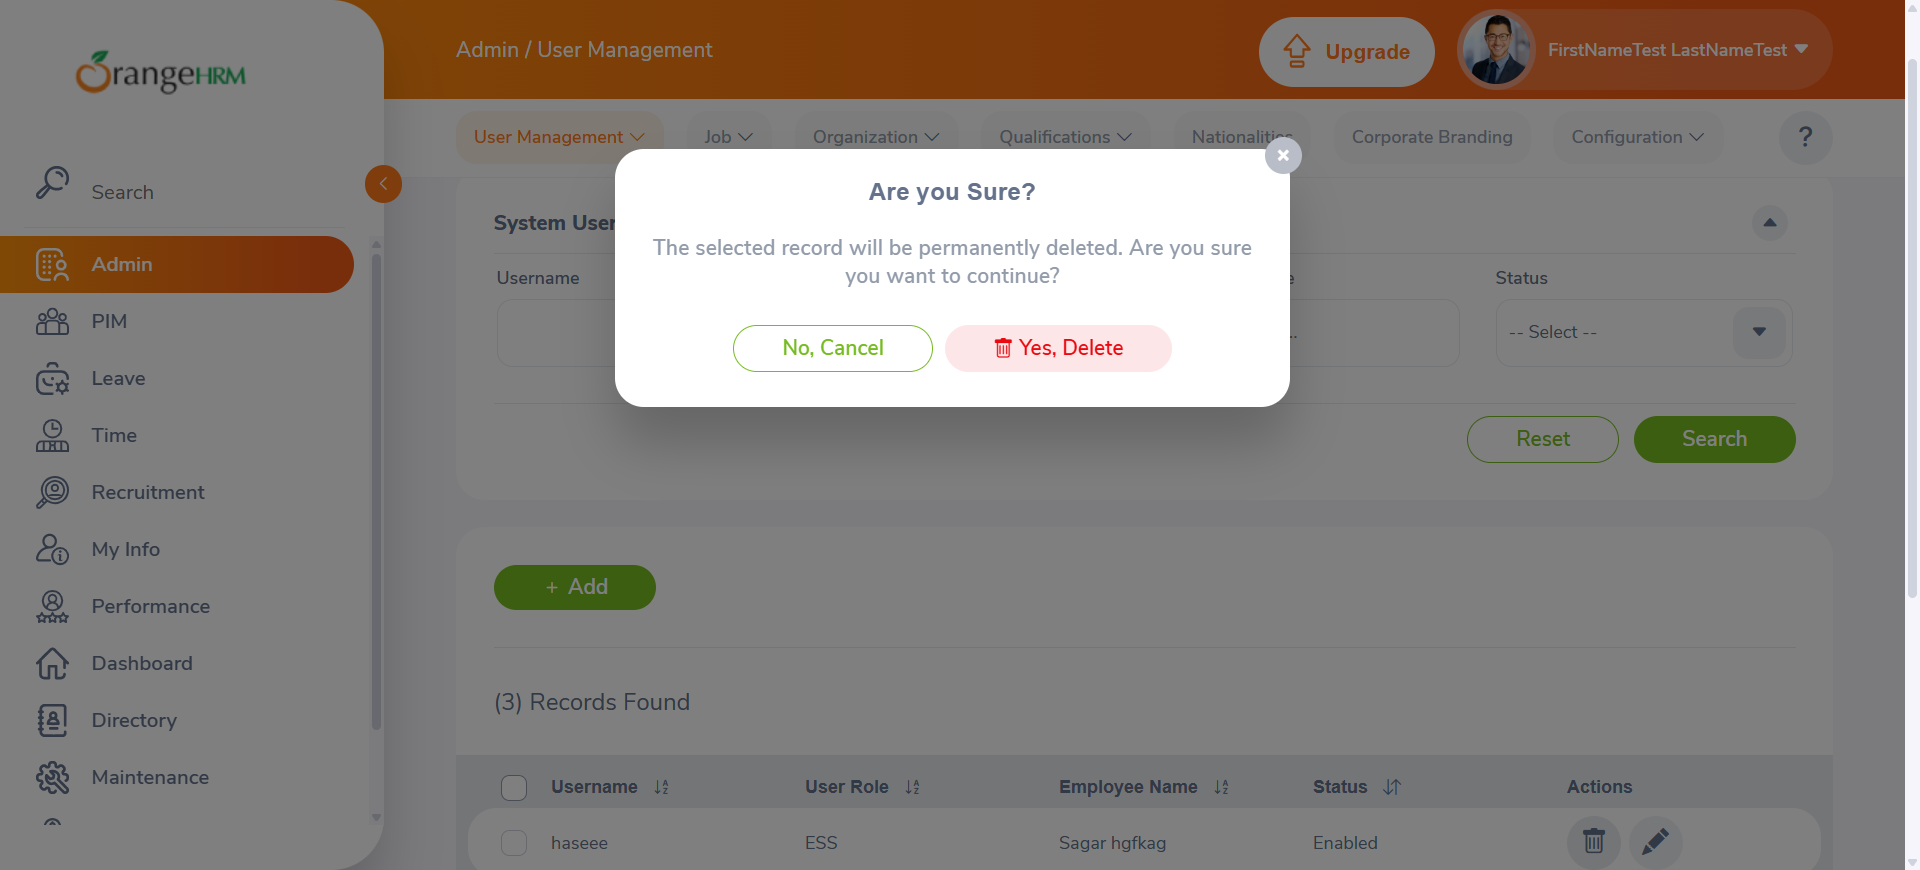 OrangeHRM
Admin / User Management
Upgrade
FirstNameTest LastNameTest
User Management
Job
Organization
Qualifications
Nationalities
Corporate Branding
Configuration
?
Search
Admin
PIM
Leave
Time
Recruitment
My Info
Performance
Dashboard
Directory
Maintenance
Are you Sure?
The selected record will be permanently deleted. Are you sure
you want to continue?
No, Cancel
Yes, Delete
System User
Username
Status
-- Select --
Reset
Search
+ Add
(3) Records Found
Username
User Role
Employee Name
Status
Actions
haseee
ESS
Sagar hgfkag
Enabled